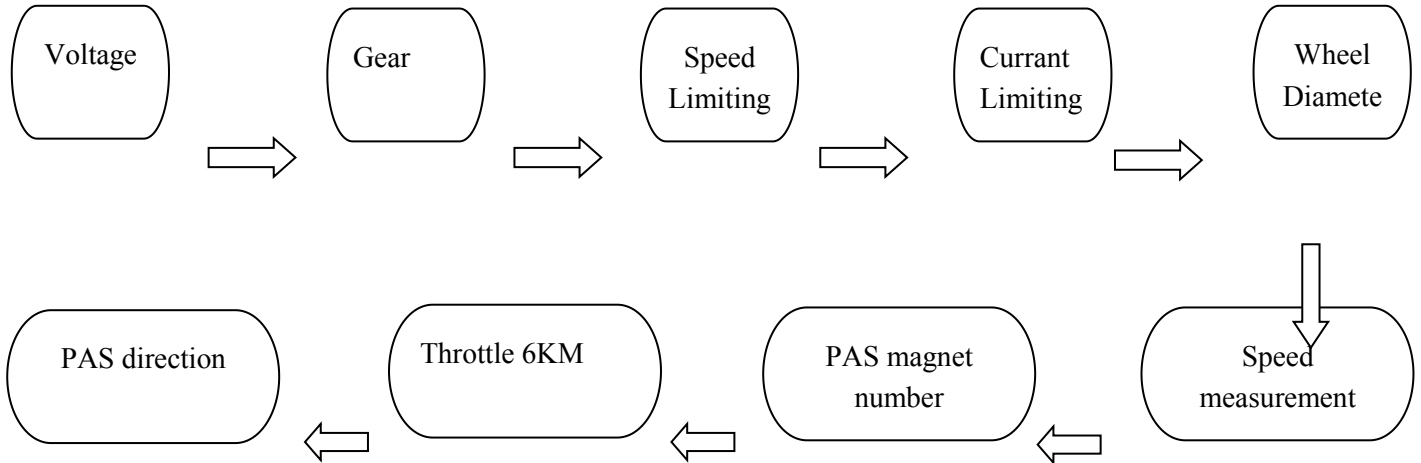 Voltage
Gear
Speed
Limiting
Currant
Limiting
Wheel
Diamete
Speed
measurement
PAS magnet
number
Throttle 6KM
PAS direction